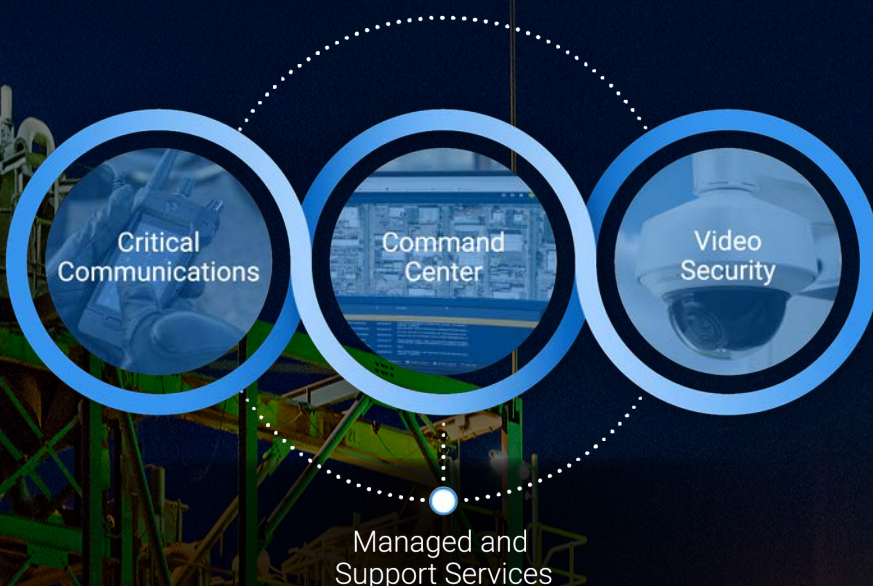 Critical
Communications
Command
Center
Video
Security
Managed and
Support Services